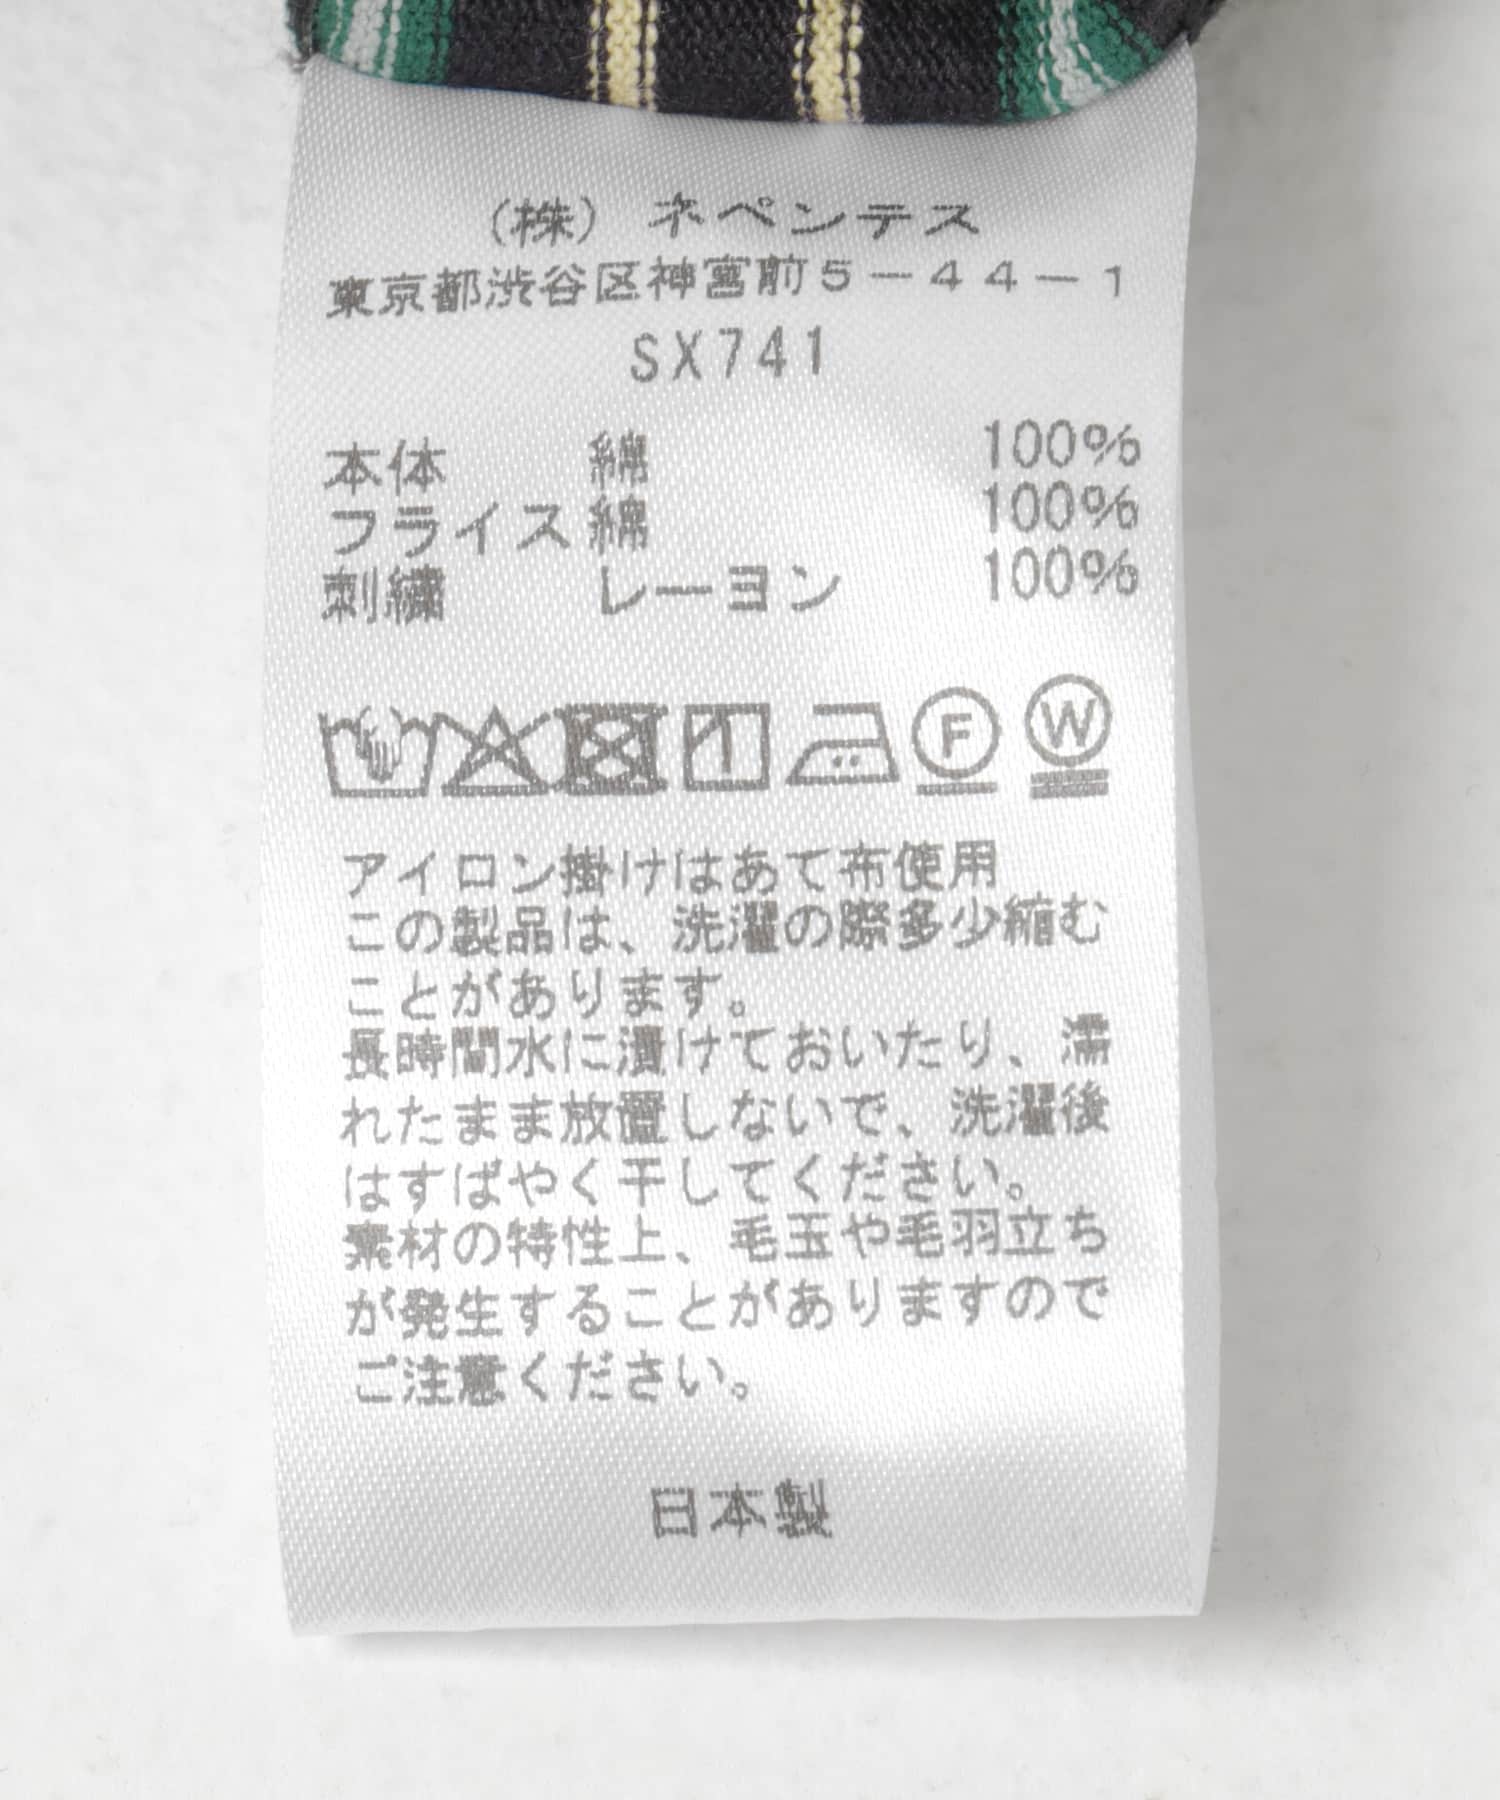 (株) ネペンテス
東京都渋谷区神宮前5-44-1
SX741
本体 綿 100%
フライス 綿 100%
刺繍 レーヨン 100%
F W
アイロン掛けはあて布使用
この製品は、洗濯の際多少縮む
ことがあります。
長時間水に漬けておいたり、濡
れたまま放置しないで、洗濯後
はすばやく干してください。
素材の特性上、毛玉や毛羽立ち
が発生することがありますので
ご注意ください。
日本製